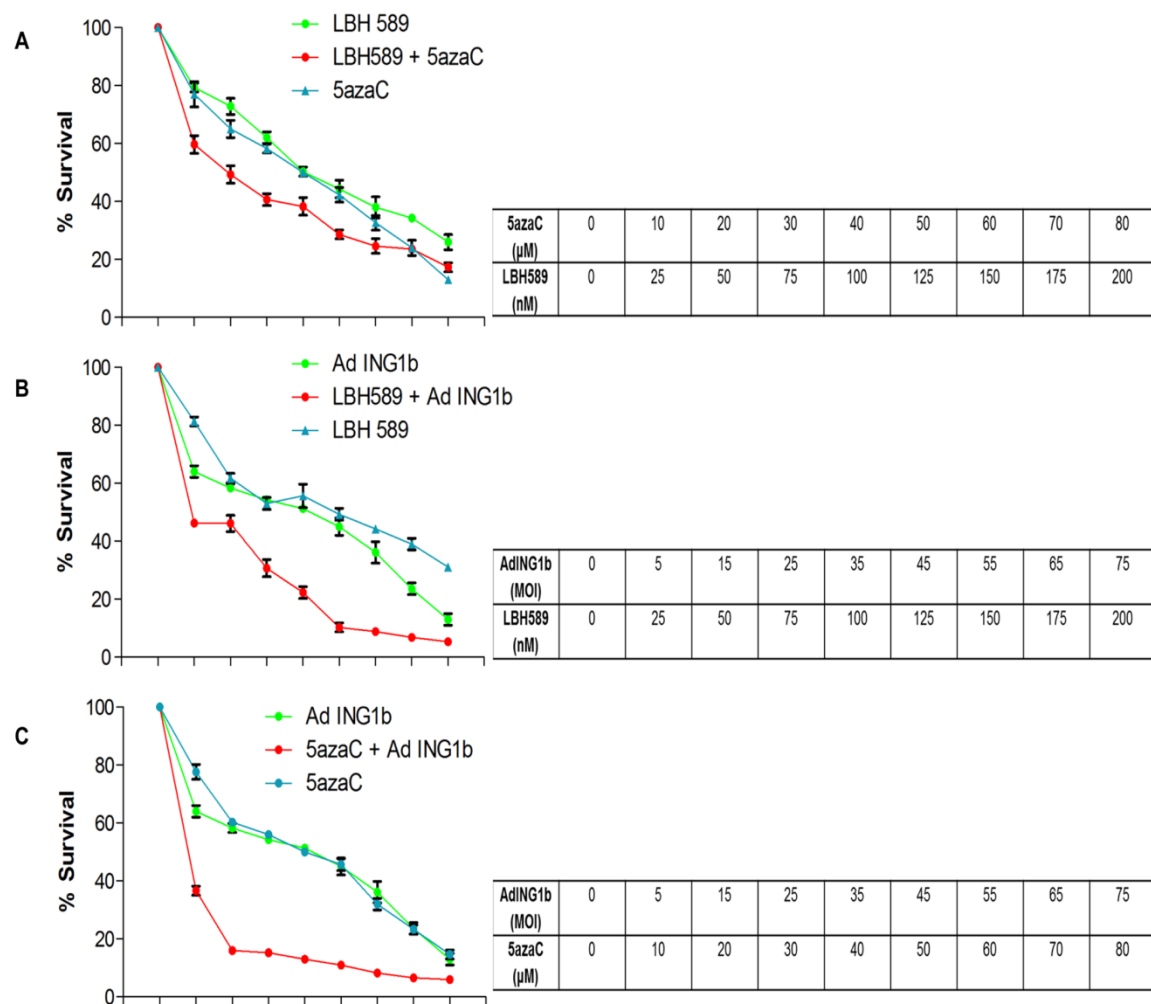 A
100
80
60
40
20
0
% Survival
LBH 589
LBH589 + 5azaC
5azaC
5azaC (µM) 0 10 20 30 40 50 60 70 80
LBH589 (nM) 0 25 50 75 100 125 150 175 200
B
100
80
60
40
20
0
% Survival
Ad ING1b
LBH589 + Ad ING1b
LBH 589
AdING1b (MOI) 0 5 15 25 35 45 55 65 75
LBH589 (nM) 0 25 50 75 100 125 150 175 200
C
100
80
60
40
20
0
% Survival
Ad ING1b
5azaC + Ad ING1b
5azaC
AdING1b (MOI) 0 5 15 25 35 45 55 65 75
5azaC (µM) 0 10 20 30 40 50 60 70 80